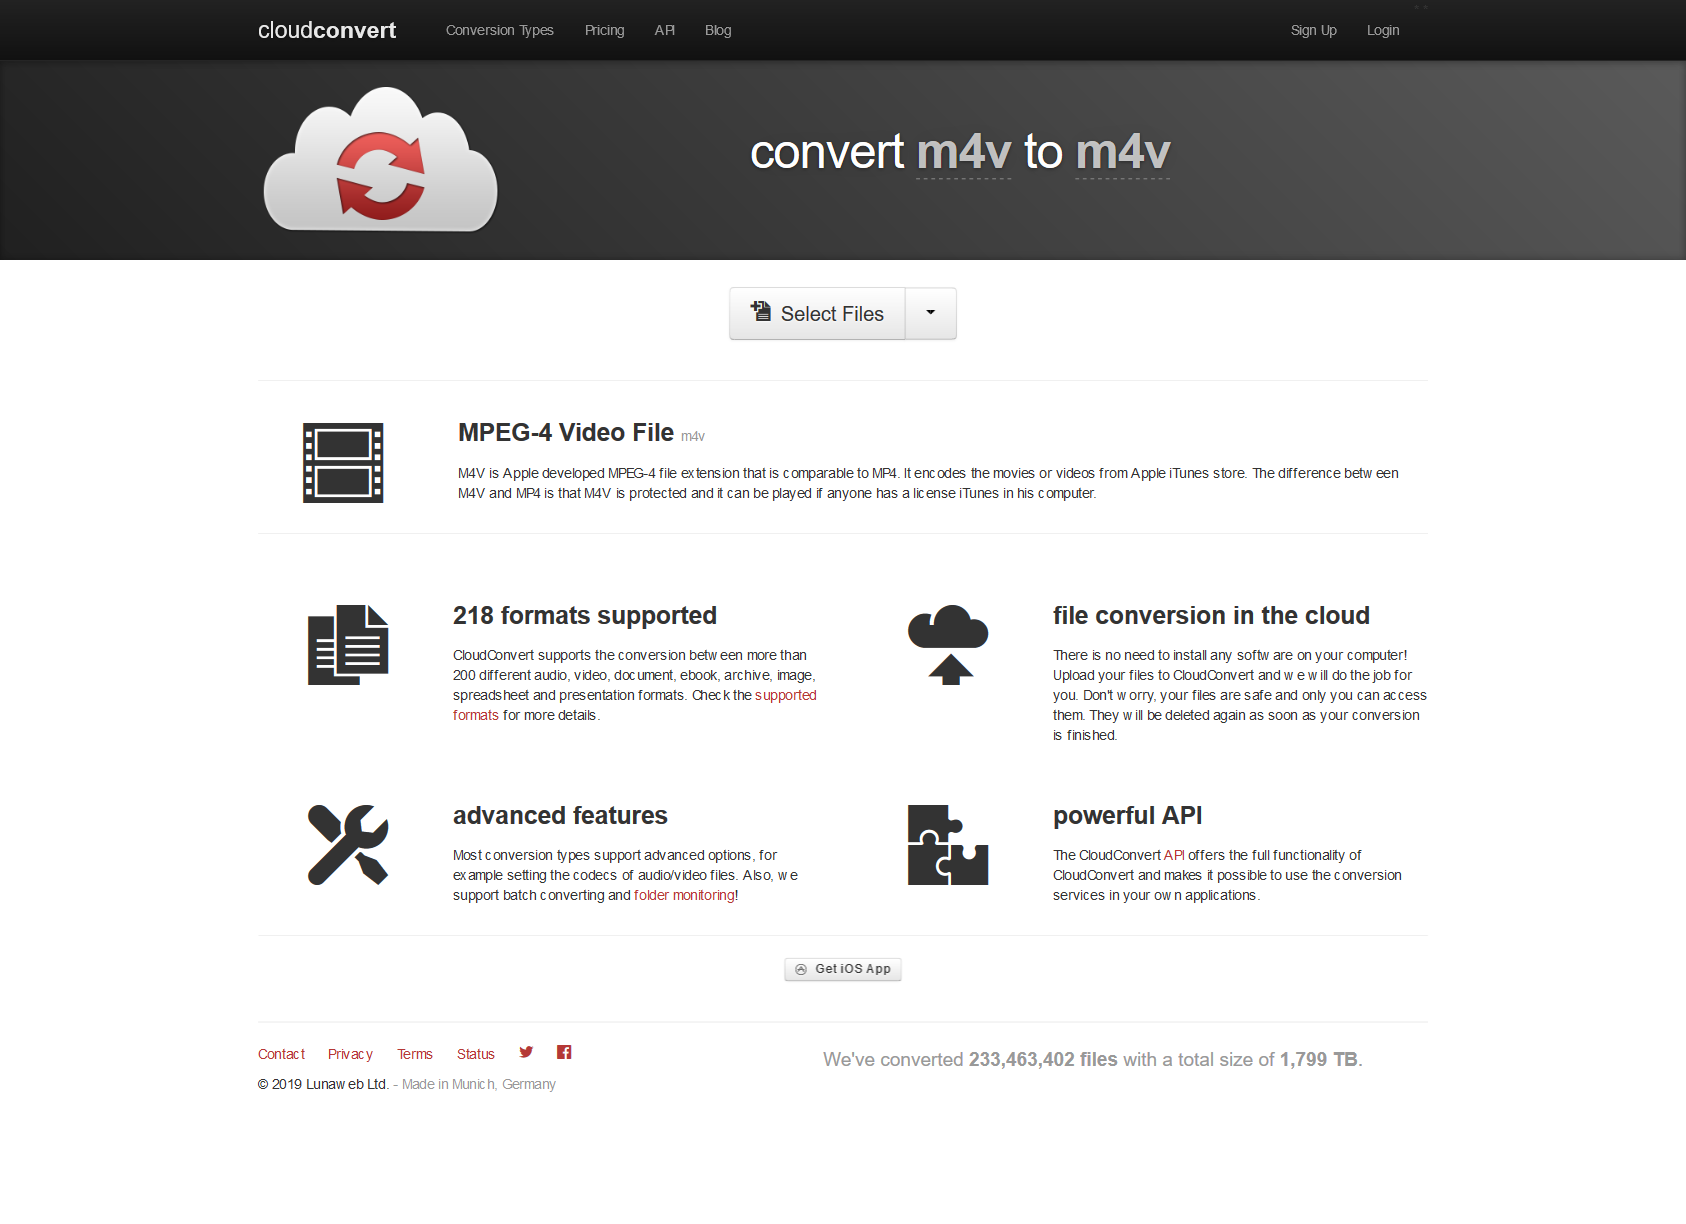 cloudconvert Conversion Types Pricing API Blog Sign Up Login
convert m4v to m4v
Select Files
MPEG-4 Video File m4v
M4V is Apple developed MPEG-4 file extension that is comparable to MP4. It encodes the movies or videos from Apple iTunes store. The difference between
M4V and MP4 is that M4V is protected and it can be played if anyone has a license iTunes in his computer.
218 formats supported
CloudConvert supports the conversion between more than
200 different audio, video, document, ebook, archive, image,
spreadsheet and presentation formats. Check the supported
formats for more details.
file conversion in the cloud
There is no need to install any software on your computer!
Upload your files to CloudConvert and we will do the job for
you. Don't worry, your files are safe and only you can access
them. They will be deleted again as soon as your conversion
is finished.
advanced features
Most conversion types support advanced options, for
example setting the codecs of audio/video files. Also, we
support batch converting and folder monitoring!
powerful API
The CloudConvert API offers the full functionality of
CloudConvert and makes it possible to use the conversion
services in your own applications.
Get iOS App
Contact Privacy Terms Status
We've converted 233,463,402 files with a total size of 1,799 TB.
© 2019 Lunaweb Ltd. - Made in Munich, Germany